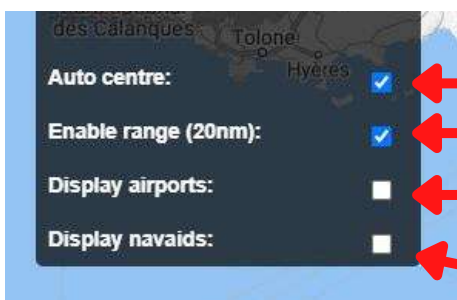 des Calanques
Tolone
Hyères
Auto centre:
Enable range (20nm):
Display airports:
Display navaids: